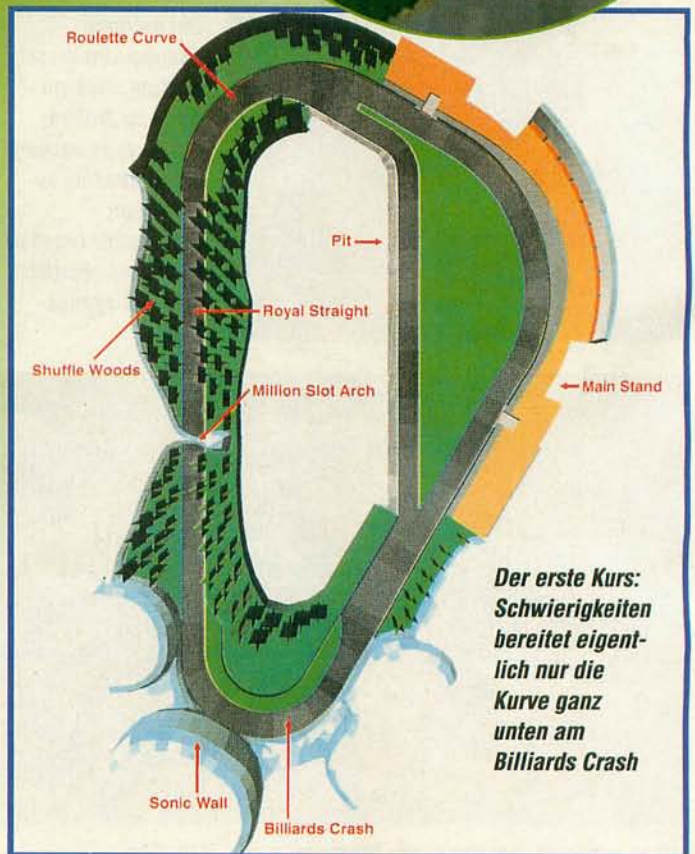 Roulette Curve
Pit
Royal Straight
Shuffle Woods
Million Slot Arch
Main Stand
Der erste Kurs:
Schwierigkeiten
bereitet eigent-
lich nur die
Kurve ganz
unten am
Billiards Crash
Sonic Wall
Billiards Crash